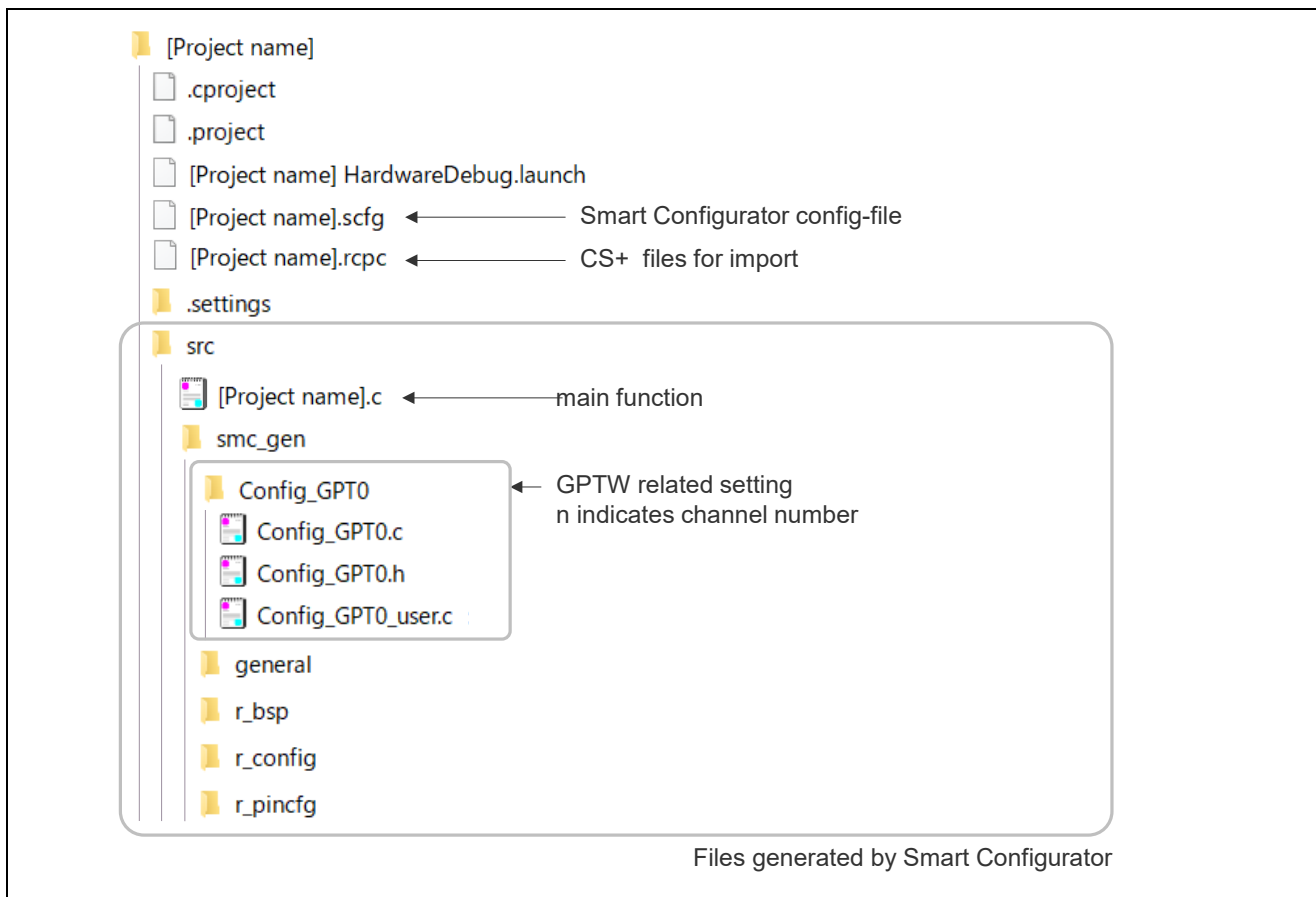 [Project name]
.cproject
.project
[Project name] HardwareDebug.launch
[Project name].scfg
Smart Configurator config-file
[Project name].rcpc
CS+ files for import
.settings
src
[Project name].c
main function
smc_gen
Config_GPT0
GPTW related setting
n indicates channel number
Config_GPT0.c
Config_GPT0.h
Config_GPT0_user.c
general
r_bsp
r_config
r_pincfg
Files generated by Smart Configurator